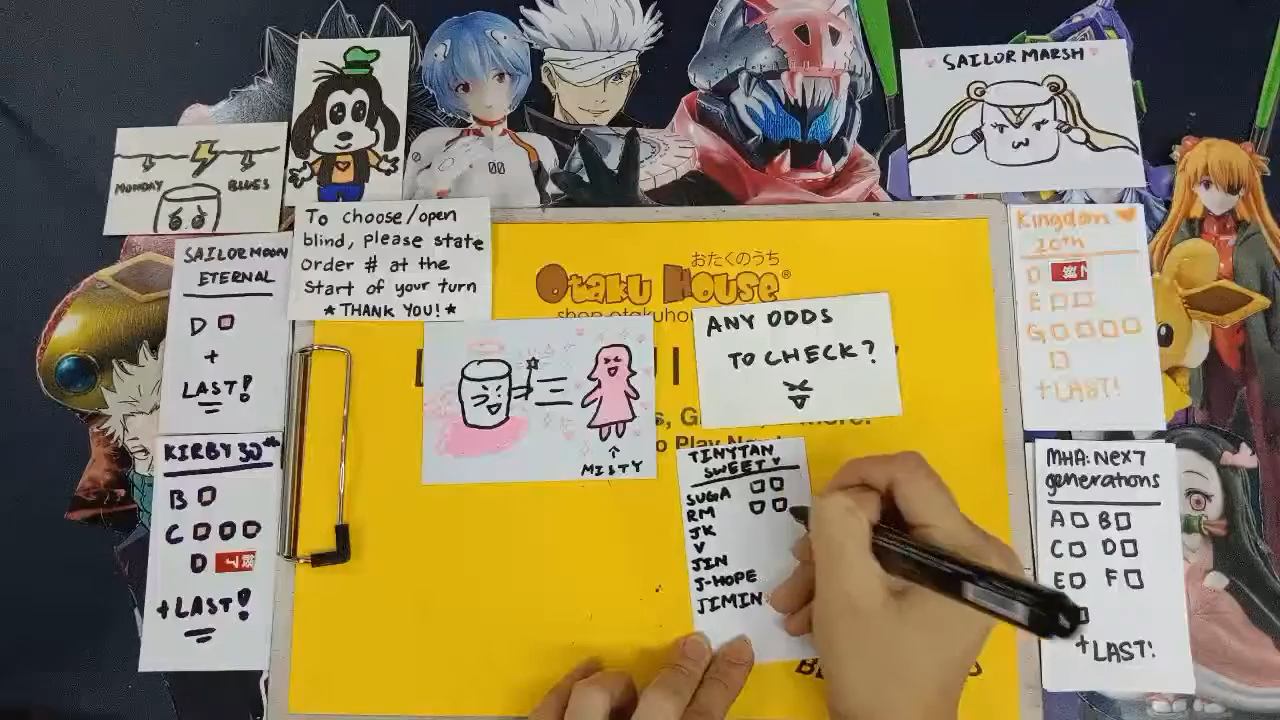 SAILOR MARSH
MONDAY BLUES
To choose/open
blind, please state
Order # at the
Start of your turn
★ THANK YOU! ★
SAILORMOON
ETERNAL
D
+
LAST!
KIRBY 30th
B
C
D
+LAST!
おたくのうち
Otaku House®
MISTY
ANY ODDS
TO CHECK?
TINYTAN
SWEET
SUGA
RM
JK
V
JIN
J-HOPE
JIMIN
Kingdom
20th
D
E
G
+LAST!
MHA: NEXT
generations
A B
C D
E F
+LAST!
00